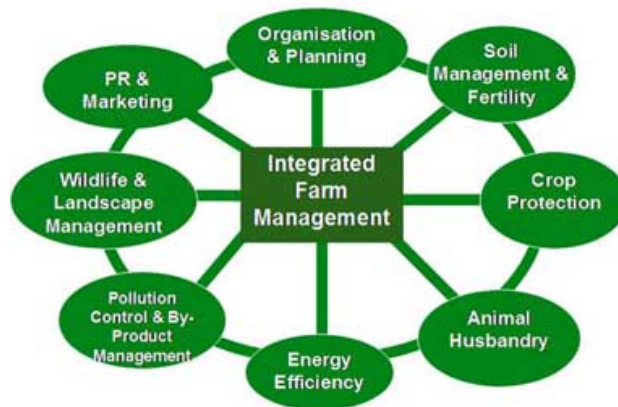 Organisation
& Planning
Soil
Management &
Fertility
PR &
Marketing
Integrated
Farm
Management
Wildlife &
Landscape
Management
Crop
Protection
Pollution
Control & By-
Product
Management
Animal
Husbandry
Energy
Efficiency